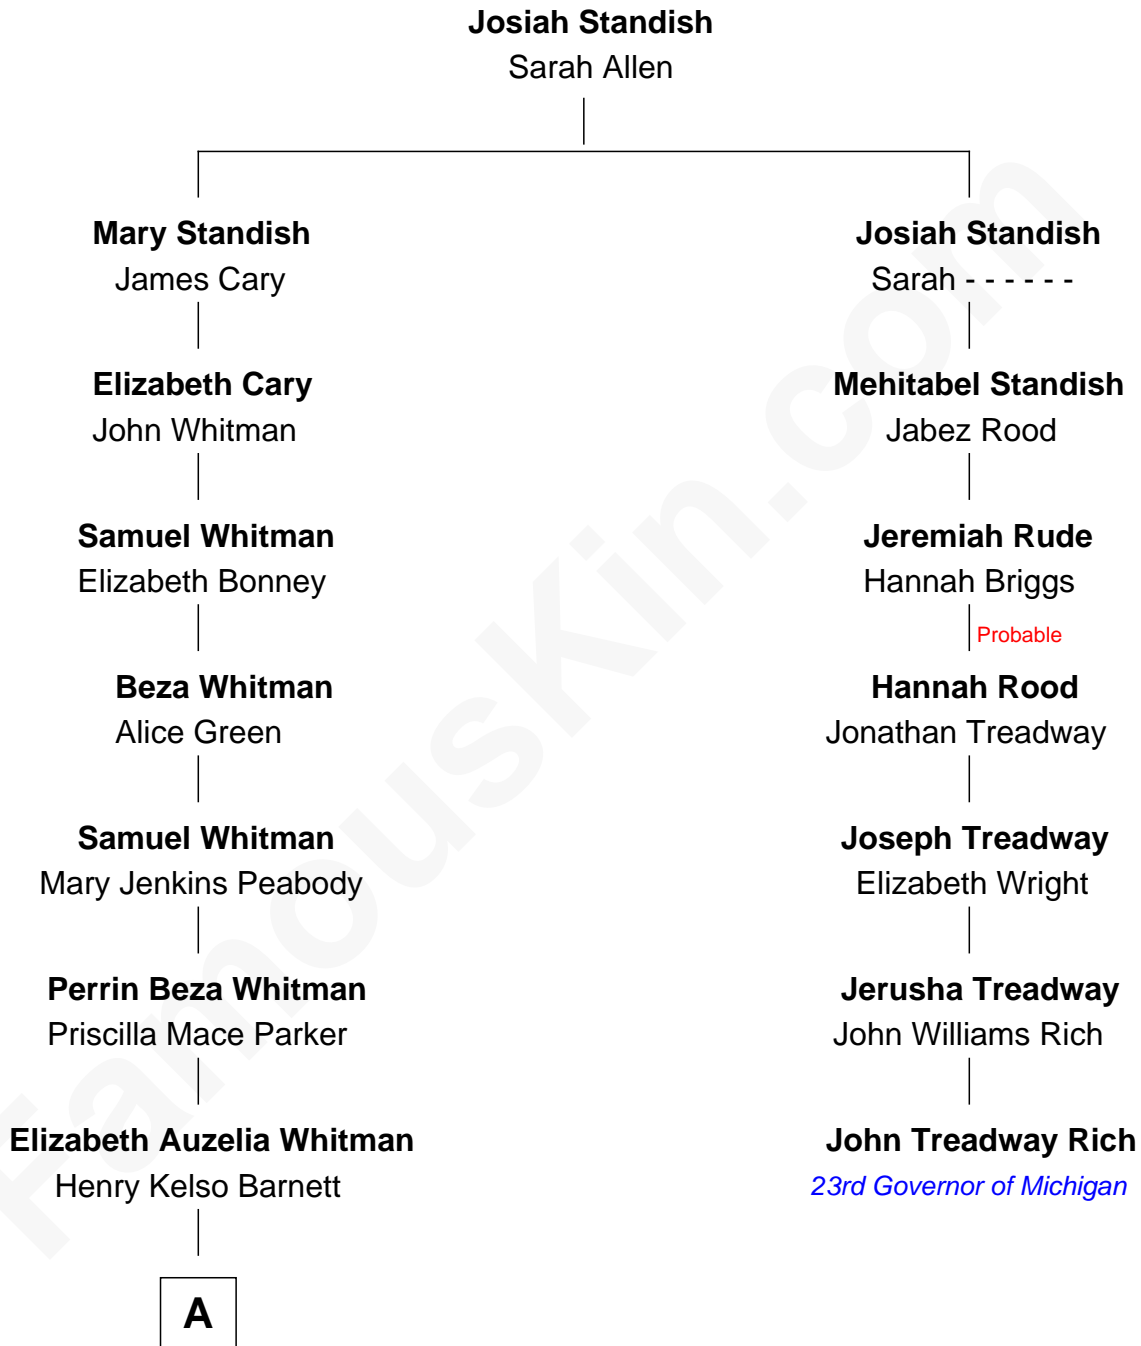 Josiah Standish
Sarah Allen
Mary Standish
James Cary
Josiah Standish
Sarah - - - - - -
Elizabeth Cary
John Whitman
Mehitabel Standish
Jabez Rood
Samuel Whitman
Elizabeth Bonney
Jeremiah Rude
Hannah Briggs
Probable
Beza Whitman
Alice Green
Hannah Rood
Jonathan Treadway
Samuel Whitman
Mary Jenkins Peabody
Joseph Treadway
Elizabeth Wright
Perrin Beza Whitman
Priscilla Mace Parker
Jerusha Treadway
John Williams Rich
Elizabeth Auzelia Whitman
Henry Kelso Barnett
John Treadway Rich
23rd Governor of Michigan
A
FamousKin.com